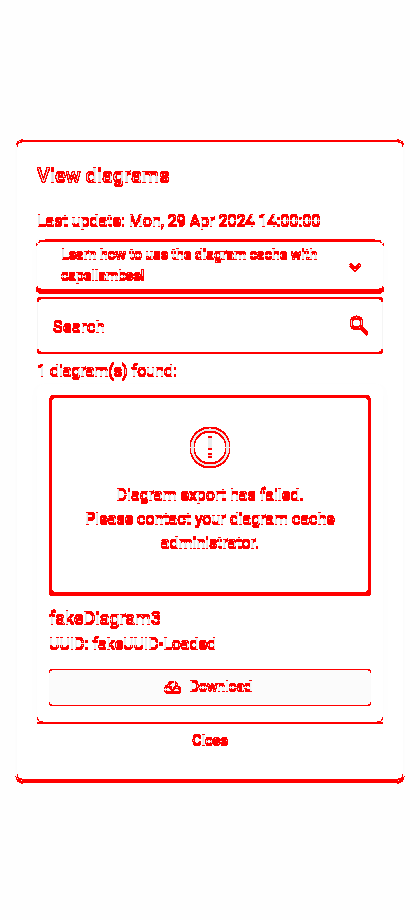 View diagrams
Last update: Mon, 29 Apr 2024 14:00:00
Learn how to use the diagram cache with
capellambse!
Search
1 diagram(s) found:
Diagram export has failed.
Please contact your diagram cache
administrator.
fakeDiagram3
UUID: fakeUUID-Loaded
Download
Close